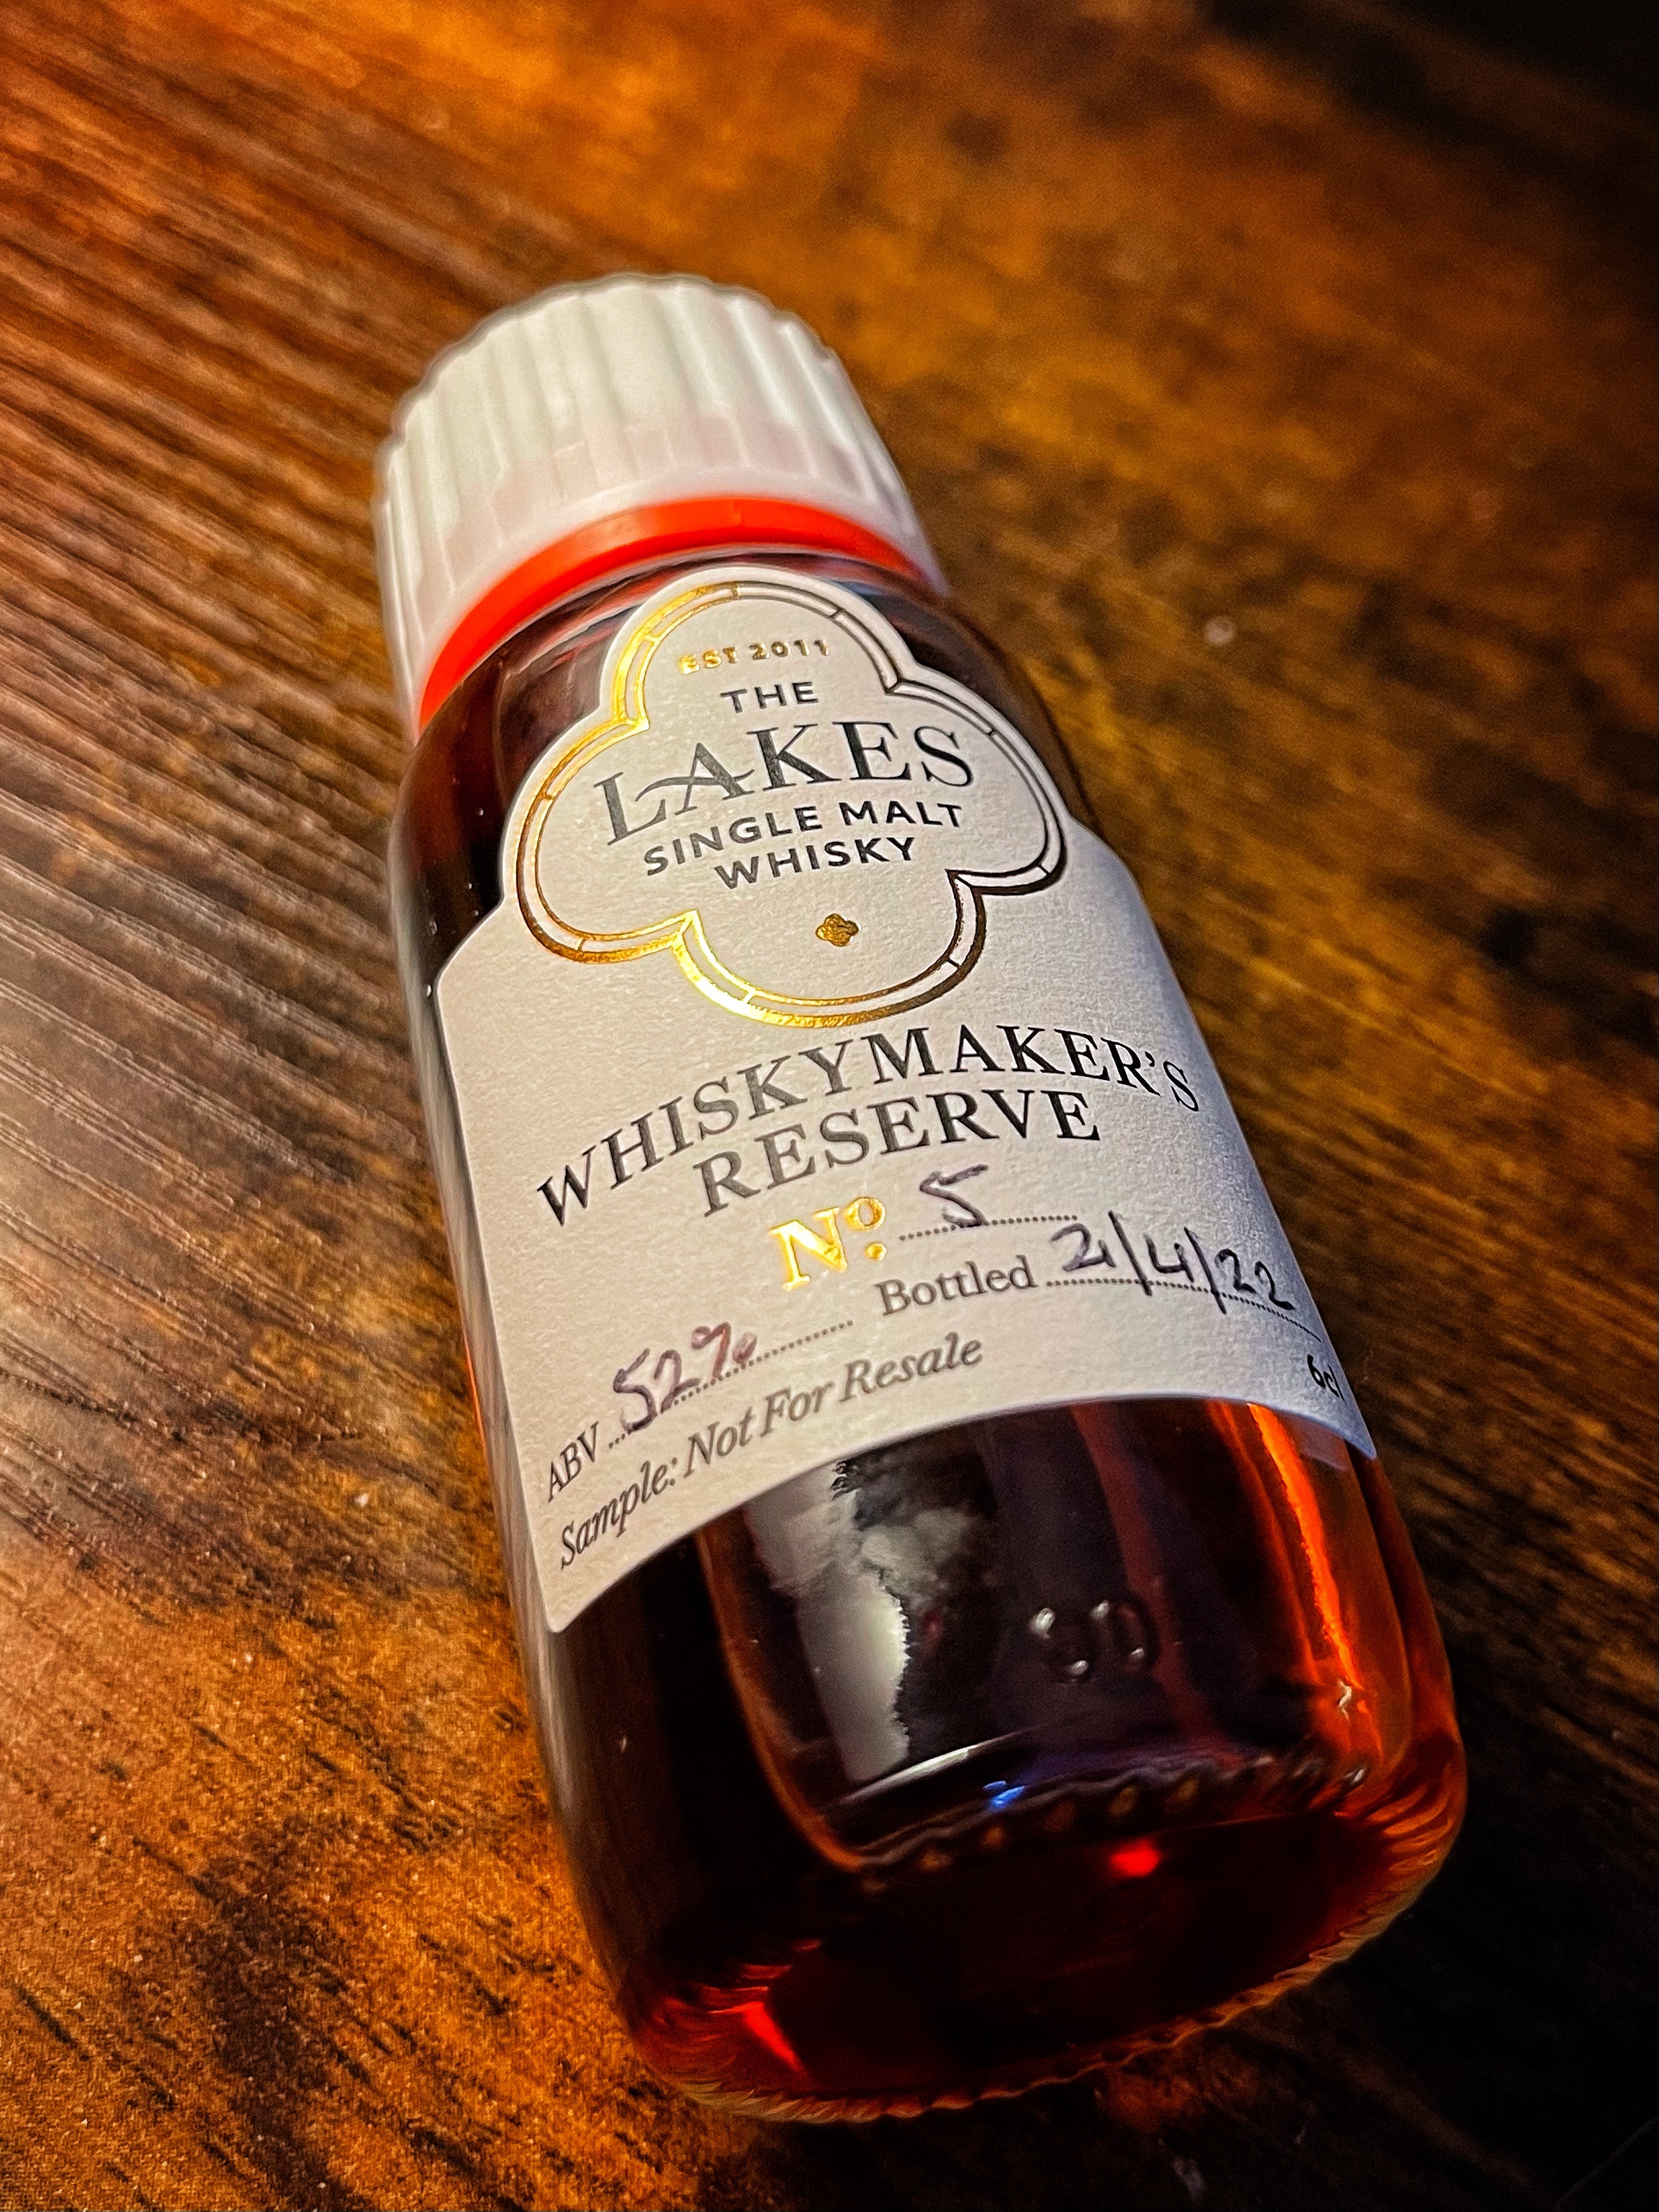 EST 2011
THE
LAKES
SINGLE MALT
WHISKY
WHISKYMAKER'S
RESERVE
Nº 5
ABV 52% Bottled 21/4/22
Sample: Not For Resale 6cl